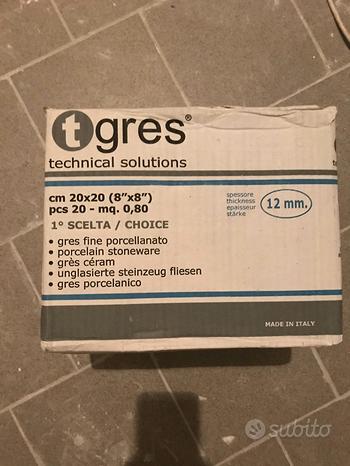 tgres®
technical solutions
cm 20x20 (8"x8")
pcs 20 - mq. 0,80
1° SCELTA / CHOICE
• gres fine porcellanato
• porcelain stoneware
• grès céram
• unglasierte steinzeug fliesen
• gres porcelanico
spessore
thickness
epaisseur
stärke
12 mm.
MADE IN ITALY
subito